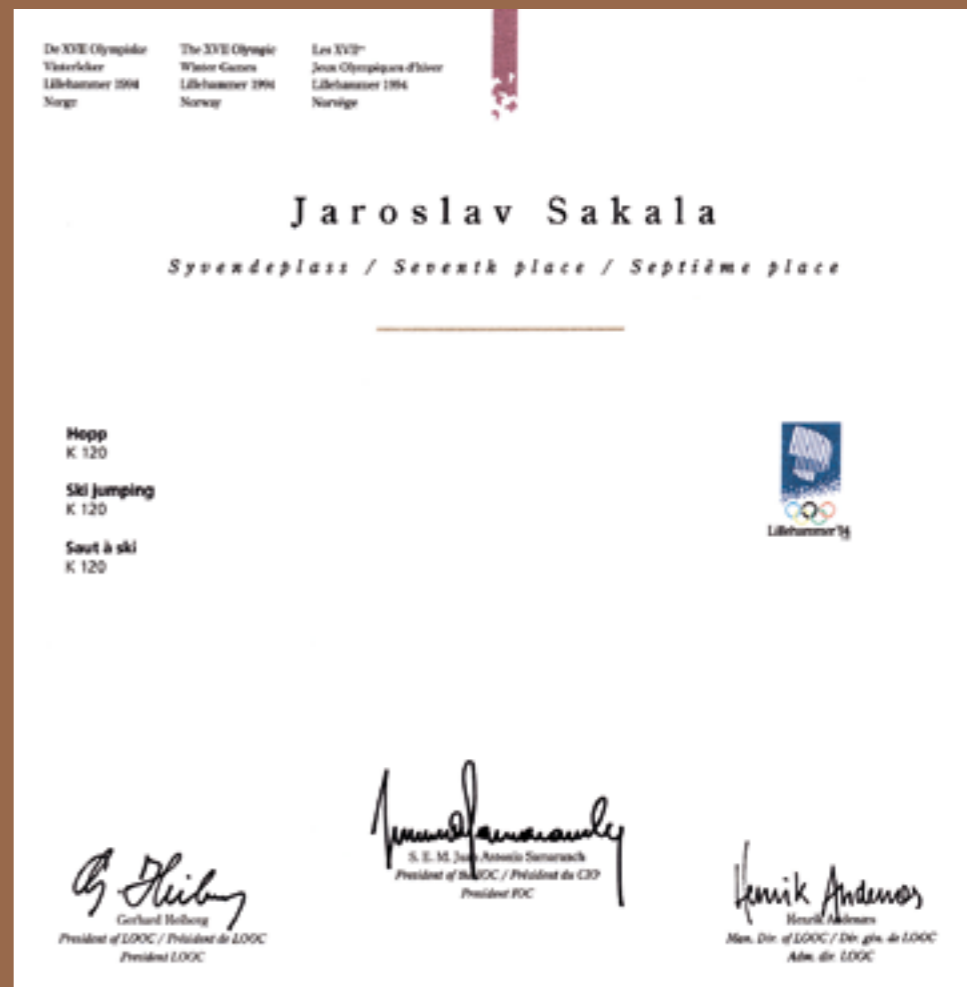 De XVII Olympiske
Vinterleker
Lillehammer 1994
Norge
The XVII Olympic
Winter Games
Lillehammer 1994
Norway
Les XVIIes
Jeux Olympiques d'hiver
Lillehammer 1994
Norvège
Jaroslav Sakala
Syvendeplass / Seventh place / Septième place
Hopp
K 120
Ski jumping
K 120
Saut à ski
K 120
Lillehammer '94
S. E. M. Juan Antonio Samaranch
President of the IOC / Président du CIO
President IOC
Gerhard Heiberg
President of LOOC / Président de LOOC
President LOOC
Henrik Andenæs
Man. Dir. of LOOC / Dir. gén. de LOOC
Adm. dir. LOOC